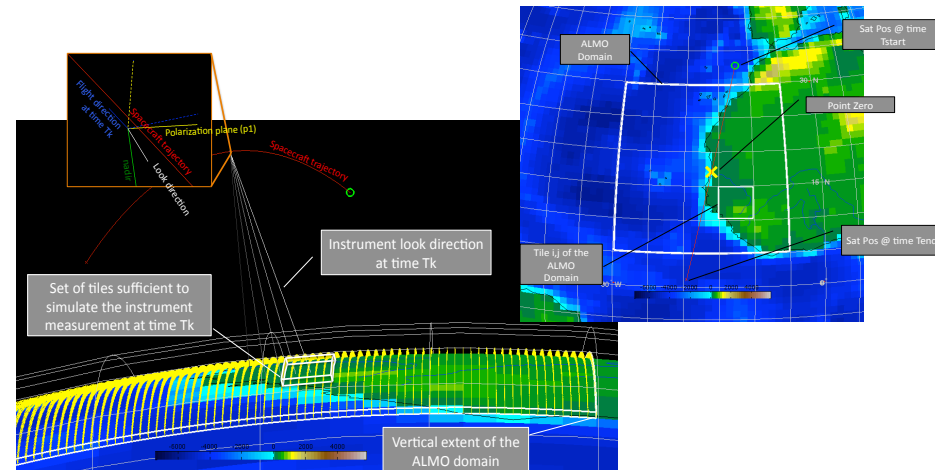 Flight direction
at time Tk
Spacecraft trajectory
Polarization plane (p1)
nadir
Look direction
Spacecraft trajectory
Instrument look direction
at time Tk
Set of tiles sufficient to
simulate the instrument
measurement at time Tk
Vertical extent of the
ALMO domain
ALMO
Domain
Sat Pos @ time
Tstart
30 N
Point Zero
16 N
Tile i,j of the
ALMO
Domain
Sat Pos @ time Tend
W
0